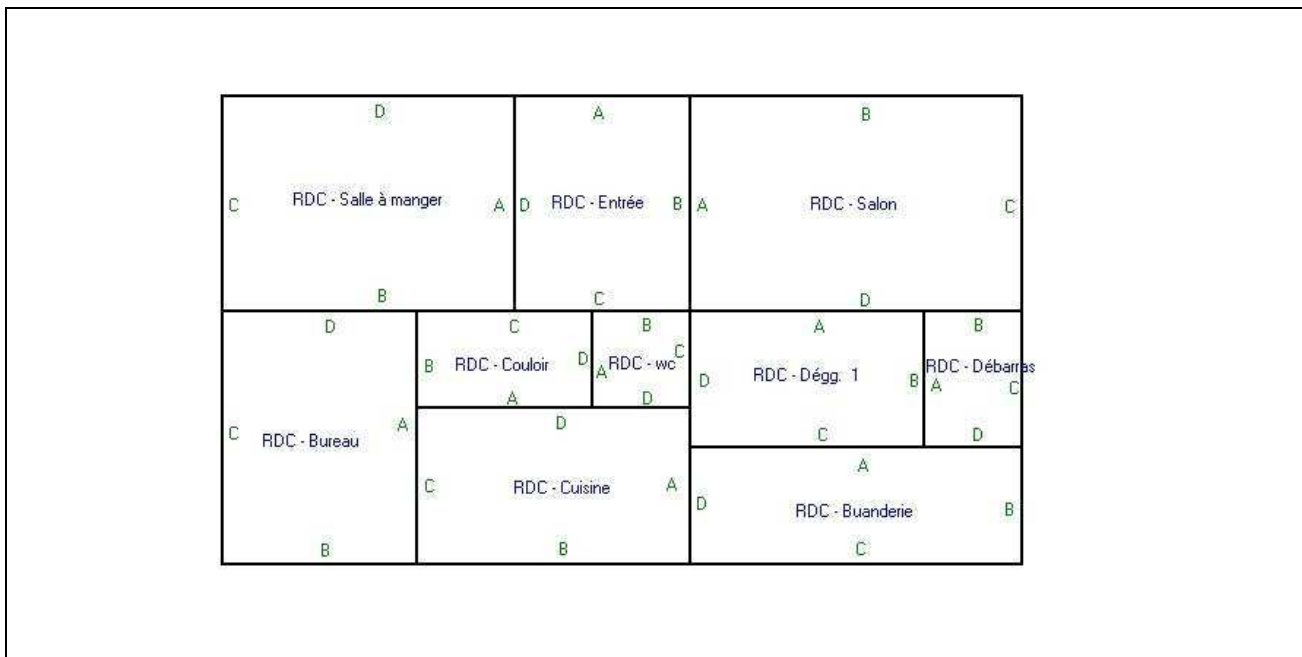 D
A
B
C RDC - Salle à manger A
D RDC - Entrée B
A RDC - Salon C
B
C
D
D
C
B
A
B
B RDC - Couloir D
A RDC - wc C
D RDC - Dégg. 1 B
RDC - Débarras
A C
A
D
C
D
C RDC - Bureau A
D
A
C RDC - Cuisine A
D RDC - Buanderie B
B
B
C